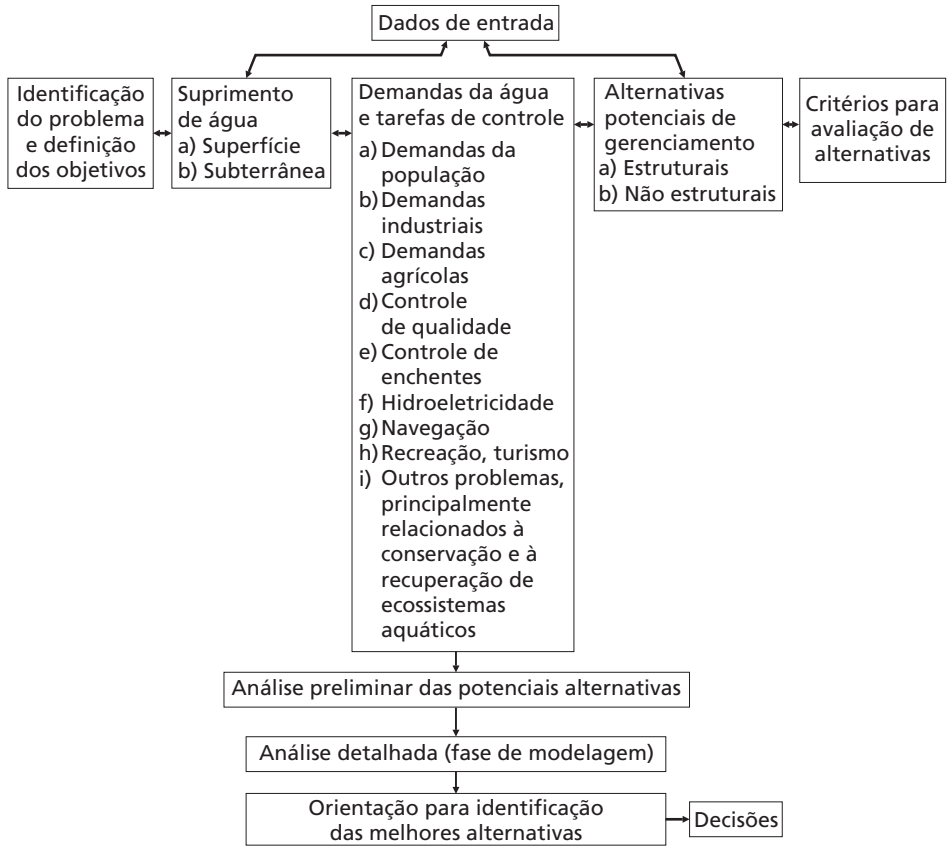 Dados de entrada
Identificação
do problema
e definição
dos objetivos
Suprimento
de água
a) Superfície
b) Subterrânea
Demandas da água
e tarefas de controle
a) Demandas da
população
b) Demandas
industriais
c) Demandas
agrícolas
d) Controle
de qualidade
e) Controle de
enchentes
f) Hidroeletricidade
g) Navegação
h) Recreação, turismo
i) Outros problemas,
principalmente
relacionados à
conservação e à
recuperação de
ecossistemas
aquáticos
Alternativas
potenciais de
gerenciamento
a) Estruturais
b) Não estruturais
Critérios para
avaliação de
alternativas
Análise preliminar das potenciais alternativas
Análise detalhada (fase de modelagem)
Orientação para identificação
das melhores alternativas
Decisões